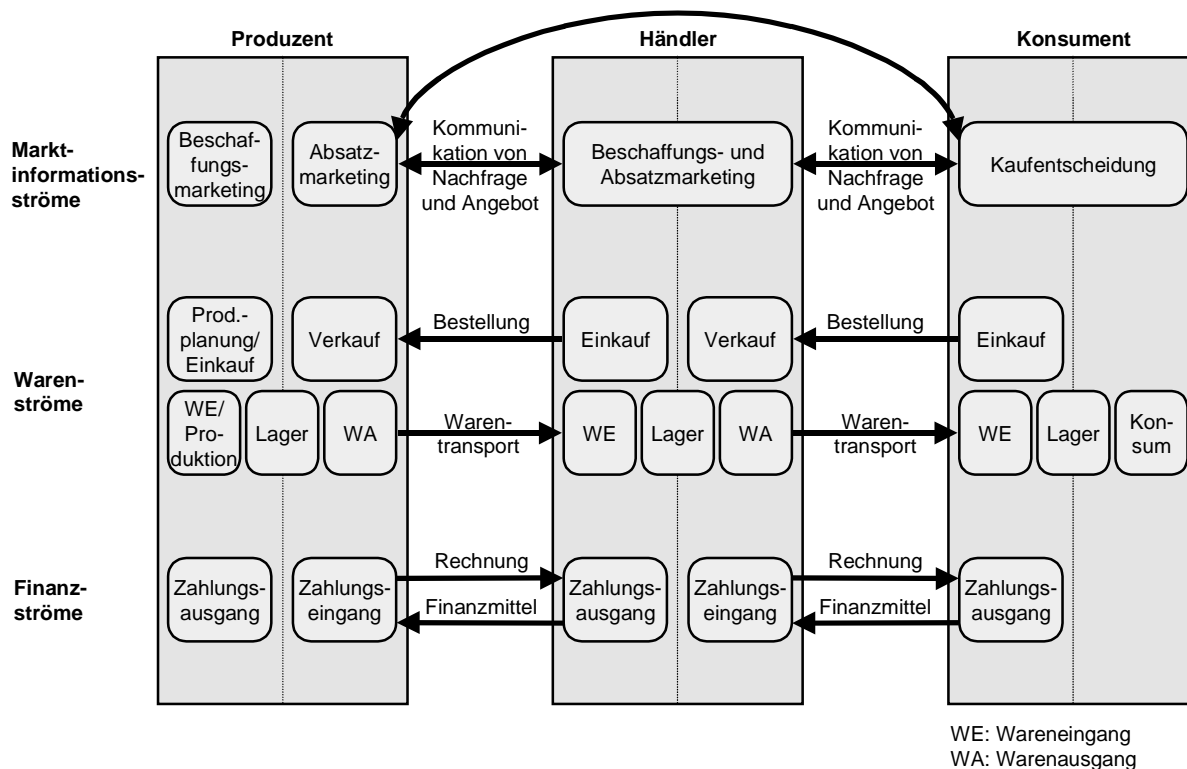 Produzent
Händler
Konsument
Markt-
informations-
ströme
Beschaf-
fungs-
marketing
Absatz-
marketing
Kommuni-
kation von
Nachfrage
und Angebot
Beschaffungs- und
Absatzmarketing
Kommuni-
kation von
Nachfrage
und Angebot
Kaufentscheidung
Waren-
ströme
Prod.-
planung/
Einkauf
Verkauf
Bestellung
Einkauf
Verkauf
Bestellung
Einkauf
WE/
Pro-
duktion
Lager
WA
Waren-
transport
WE
Lager
WA
Waren-
transport
WE
Lager
Kon-
sum
Finanz-
ströme
Zahlungs-
ausgang
Zahlungs-
eingang
Rechnung
Finanzmittel
Zahlungs-
ausgang
Zahlungs-
eingang
Rechnung
Finanzmittel
Zahlungs-
ausgang
WE: Wareneingang
WA: Warenausgang